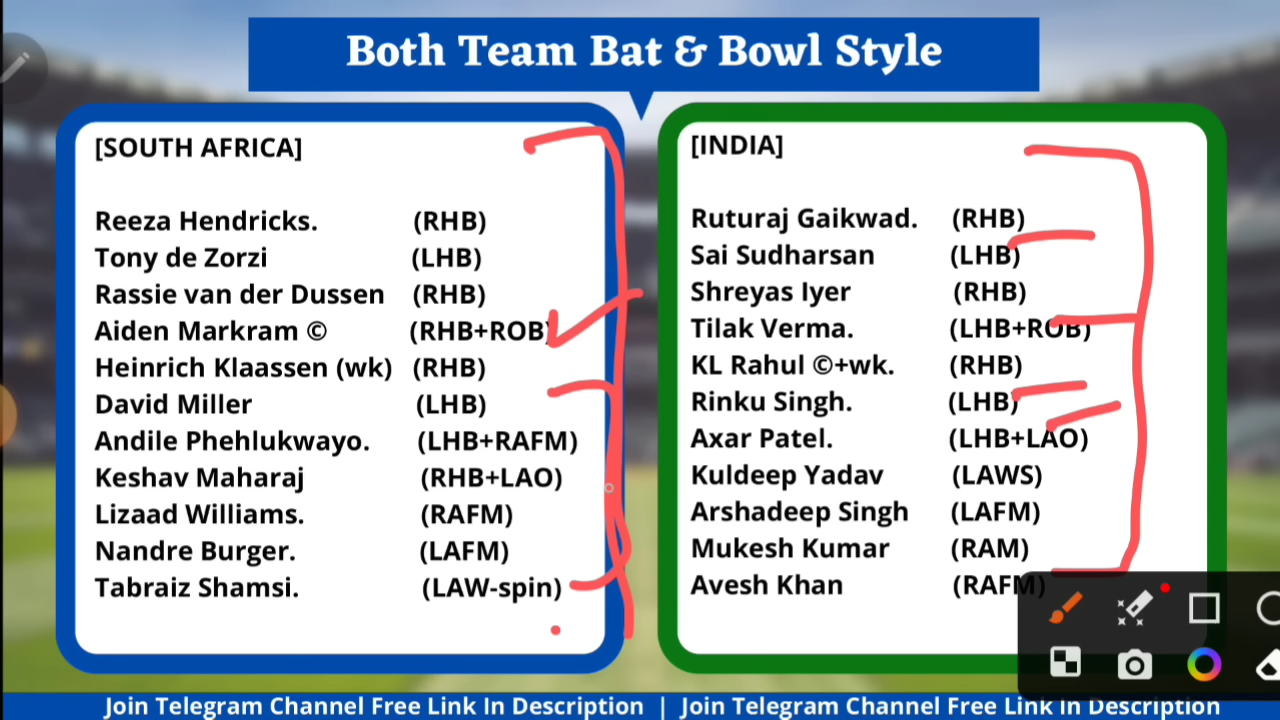 Both Team Bat & Bowl Style
[SOUTH AFRICA]
Reeza Hendricks. (RHB)
Tony de Zorzi (LHB)
Rassie van der Dussen (RHB)
Aiden Markram © (RHB+ROB)
Heinrich Klaassen (wk) (RHB)
David Miller (LHB)
Andile Phehlukwayo. (LHB+RAFM)
Keshav Maharaj (RHB+LAO)
Lizaad Williams. (RAFM)
Nandre Burger. (LAFM)
Tabraiz Shamsi. (LAW-spin)
[INDIA]
Ruturaj Gaikwad. (RHB)
Sai Sudharsan (LHB)
Shreyas Iyer (RHB)
Tilak Verma. (LHB+ROB)
KL Rahul ©+wk. (RHB)
Rinku Singh. (LHB)
Axar Patel. (LHB+LAO)
Kuldeep Yadav (LAWS)
Arshadeep Singh (LAFM)
Mukesh Kumar (RAM)
Avesh Khan (RAFM)
Join Telegram Channel Free Link In Description | Join Telegram Channel Free Link In Description